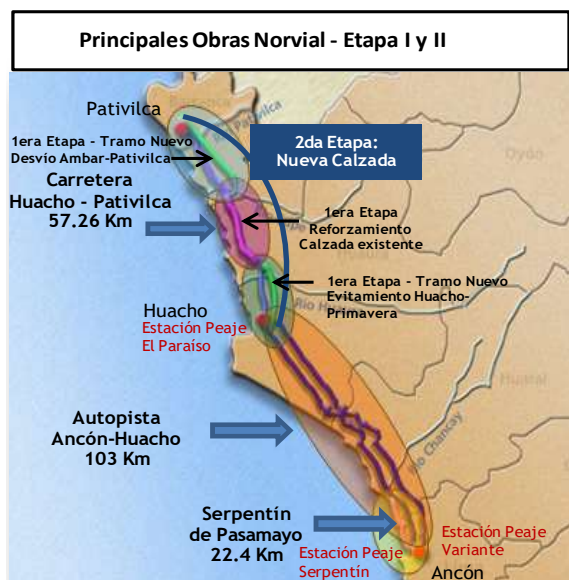 Principales Obras Norvial - Etapa I y II
Pativilca
1era Etapa - Tramo Nuevo
Desvío Ambar-Pativilca
2da Etapa:
Nueva Calzada
Carretera
Huacho - Pativilca
57.26 Km
1era Etapa
Reforzamiento
Calzada existente
1era Etapa - Tramo Nuevo
Evitamiento Huacho-
Primavera
Huacho
Estación Peaje
El Paraíso
Autopista
Ancón-Huacho
103 Km
Río Chancay
Serpentín
de Pasamayo
22.4 Km
Estación Peaje
Serpentín
Estación Peaje
Variante
Ancón